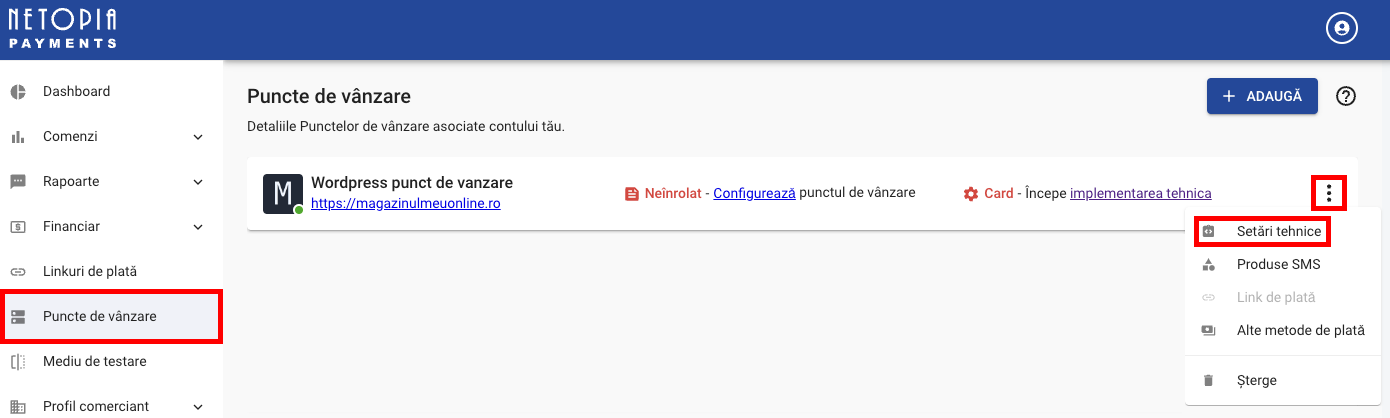 NETOPIA
PAYMENTS
Dashboard
Comenzi
Rapoarte
Financiar
Linkuri de plată
Puncte de vânzare
Mediu de testare
Profil comerciant
Puncte de vânzare
ADAUGĂ
Detaliile Punctelor de vânzare asociate contului tău.
M
Wordpress punct de vanzare
https://magazinulmeuonline.ro
Neînrolat - Configurează punctul de vânzare
Card - Începe implementarea tehnica
Setări tehnice
Produse SMS
Link de plată
Alte metode de plată
Șterge